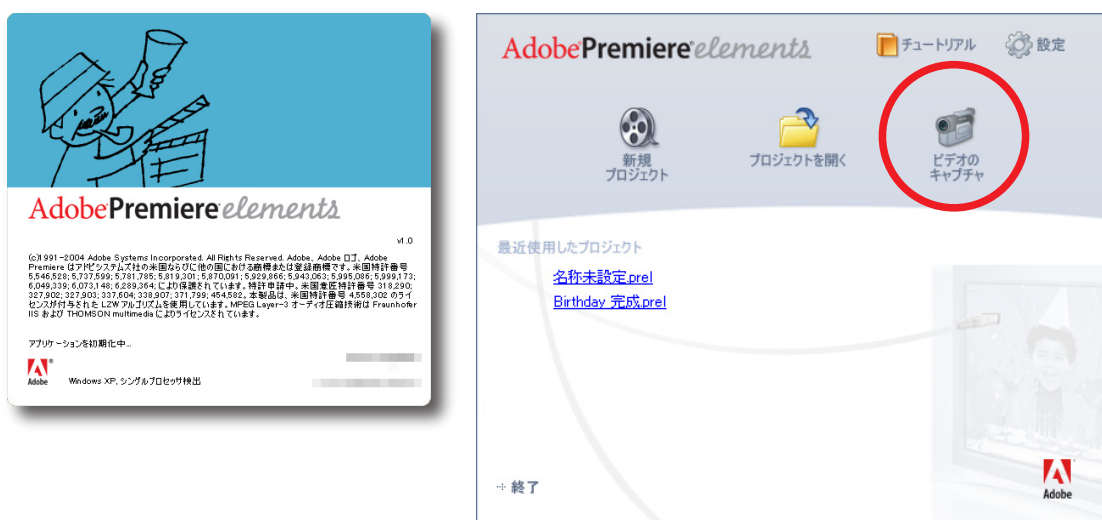 Adobe Premiere elements
v1.0
(c)1991-2004 Adobe Systems Incorporated. All Rights Reserved. Adobe、Adobe ロゴ、Adobe
Premiere はアドビシステムズ社の米国ならびに他の国における商標または登録商標です。米国特許番号
5,546,528; 5,737,599; 5,781,785; 5,819,301; 5,870,091; 5,929,866; 5,943,063; 5,995,086; 5,999,173;
6,049,339; 6,073,148; 6,289,364; により保護されています。特許申請中。米国意匠特許番号 318,290;
327,902; 327,903; 337,604; 338,907; 371,799; 454,582. 本製品は、米国特許番号 4,558,302 のライ
センスが付与された LZW アルゴリズムを使用しています。MPEG Layer-3 オーディオ圧縮技術は Fraunhofer
IIS および THOMSON multimedia によりライセンスされています。
アプリケーションを初期化中...
Adobe
Windows XP, シングルプロセッサ検出
Adobe Premiere elements
チュートリアル
設定
新規
プロジェクト
プロジェクトを開く
ビデオの
キャプチャ
最近使用したプロジェクト
名称未設定.prel
Birthday 完成.prel
終了
Adobe